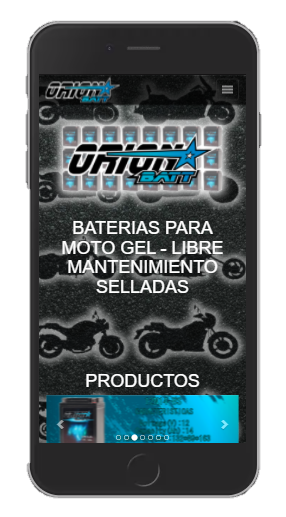 ORION
BATT
ORION
BATT
BATERIAS PARA
MOTO GEL - LIBRE
MANTENIMIENTO
SELLADAS
PRODUCTOS